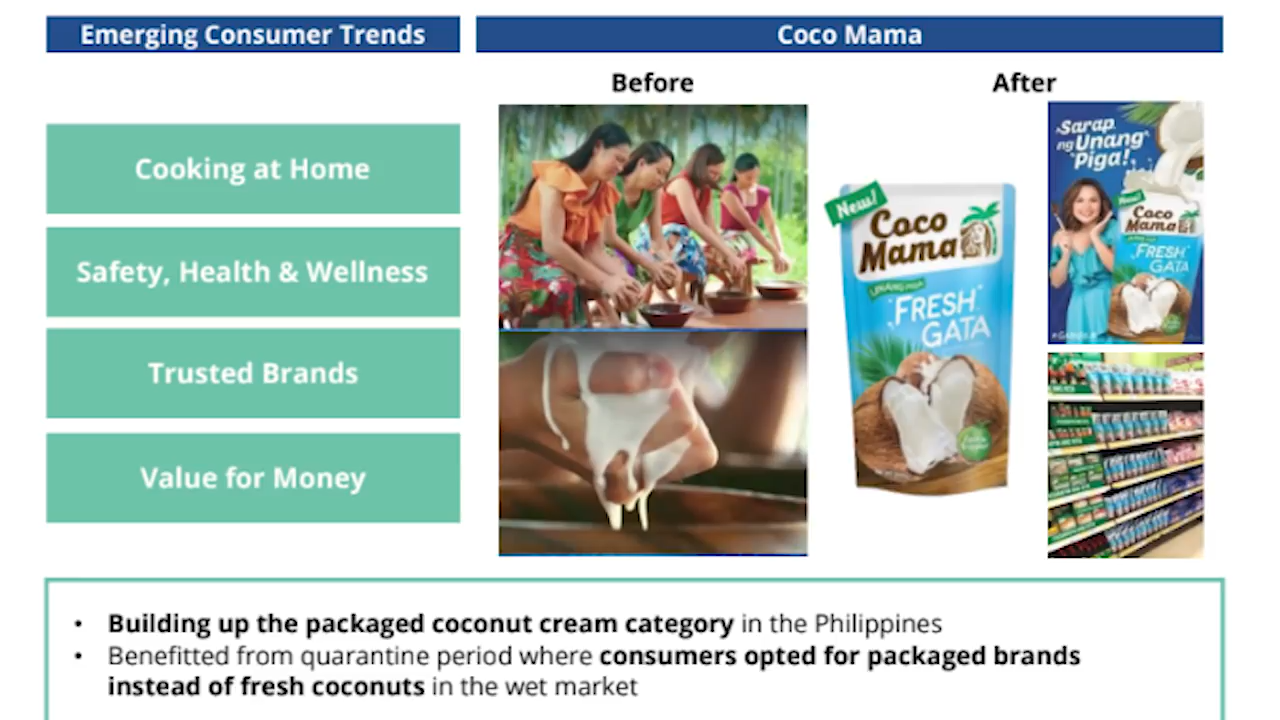 Emerging Consumer Trends
Coco Mama
Before
After
Cooking at Home
Safety, Health & Wellness
Trusted Brands
Value for Money
New!
Coco
Mama
FRESH
GATA
Sarap
ng Unang
Piga!
New!
Coco
Mama
FRESH
GATA
• Building up the packaged coconut cream category in the Philippines
• Benefitted from quarantine period where consumers opted for packaged brands
instead of fresh coconuts in the wet market